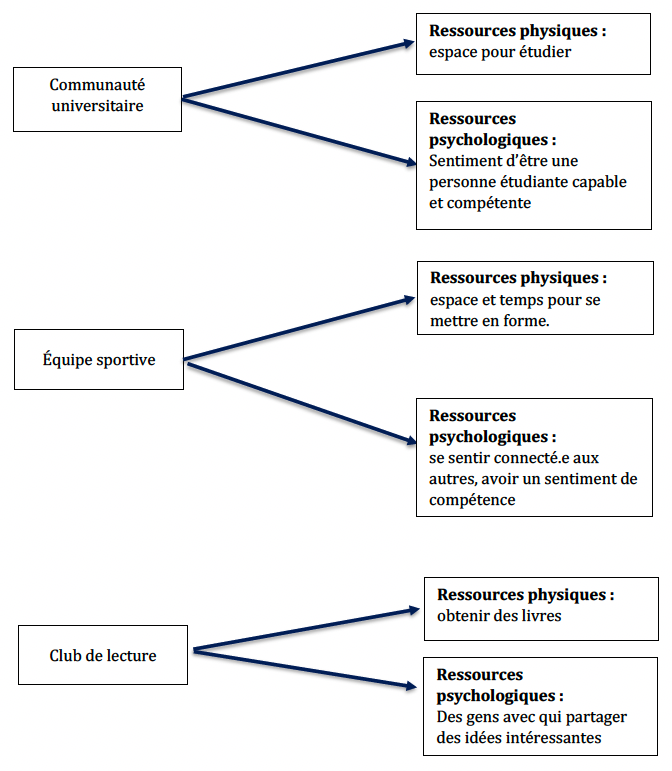 Communauté
universitaire
Ressources physiques :
espace pour étudier
Ressources
psychologiques :
Sentiment d’être une
personne étudiante capable
et compétente
Équipe sportive
Ressources physiques :
espace et temps pour se
mettre en forme.
Ressources
psychologiques :
se sentir connecté.e aux
autres, avoir un sentiment de
compétence
Club de lecture
Ressources physiques :
obtenir des livres
Ressources
psychologiques :
Des gens avec qui partager
des idées intéressantes